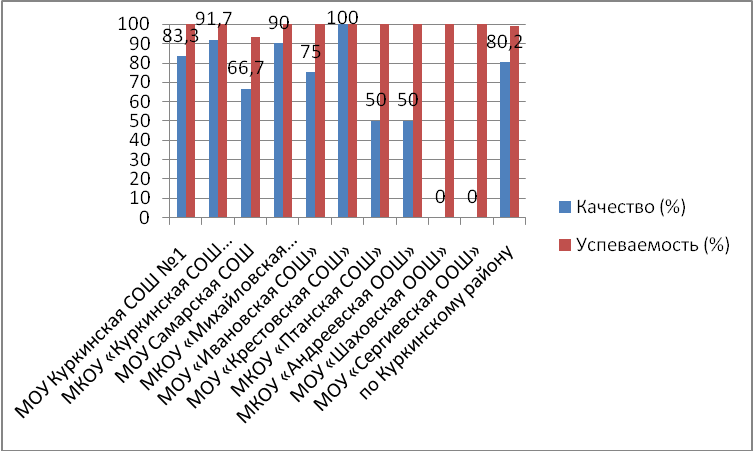 100
90
80
70
60
50
40
30
20
10
0
83,3
91,7
66,7
90
75
100
50
50
0
0
80,2
МОУ Куркинская СОШ №1
МКОУ «Куркинская СОШ…
МОУ Самарская СОШ
МКОУ «Михайловская…
МОУ «Ивановская СОШ»
МОУ «Крестовская СОШ»
МКОУ «Птанская СОШ»
МКОУ «Андреевская ООШ»
МОУ «Шаховская ООШ»
МОУ «Сергиевская ООШ»
по Куркинскому району
Качество (%)
Успеваемость (%)